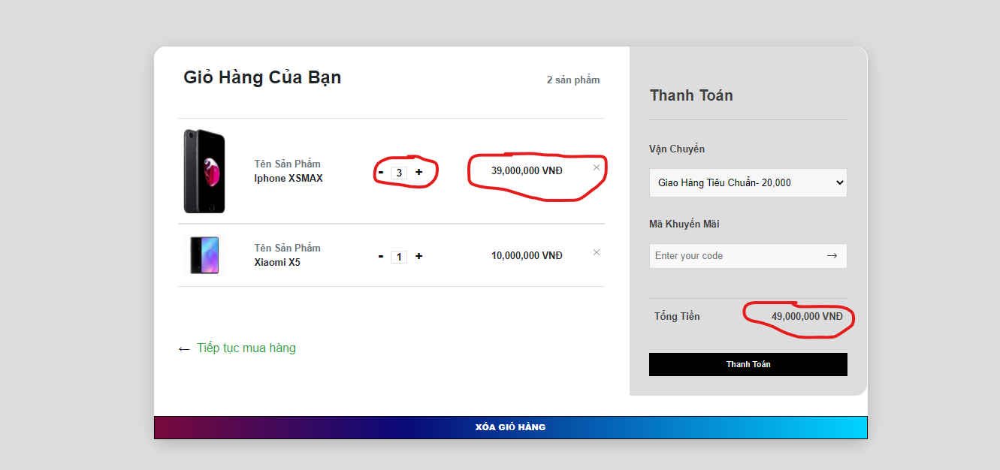 Giỏ Hàng Của Bạn
2 sản phẩm
Tên Sản Phẩm
Iphone XSMAX
- 3 +
39,000,000 VNĐ
×
Tên Sản Phẩm
Xiaomi X5
- 1 +
10,000,000 VNĐ
×
← Tiếp tục mua hàng
Thanh Toán
Vận Chuyển
Giao Hàng Tiêu Chuẩn- 20,000
Mã Khuyến Mãi
Enter your code →
Tổng Tiền 49,000,000 VNĐ
Thanh Toán
XÓA GIỎ HÀNG